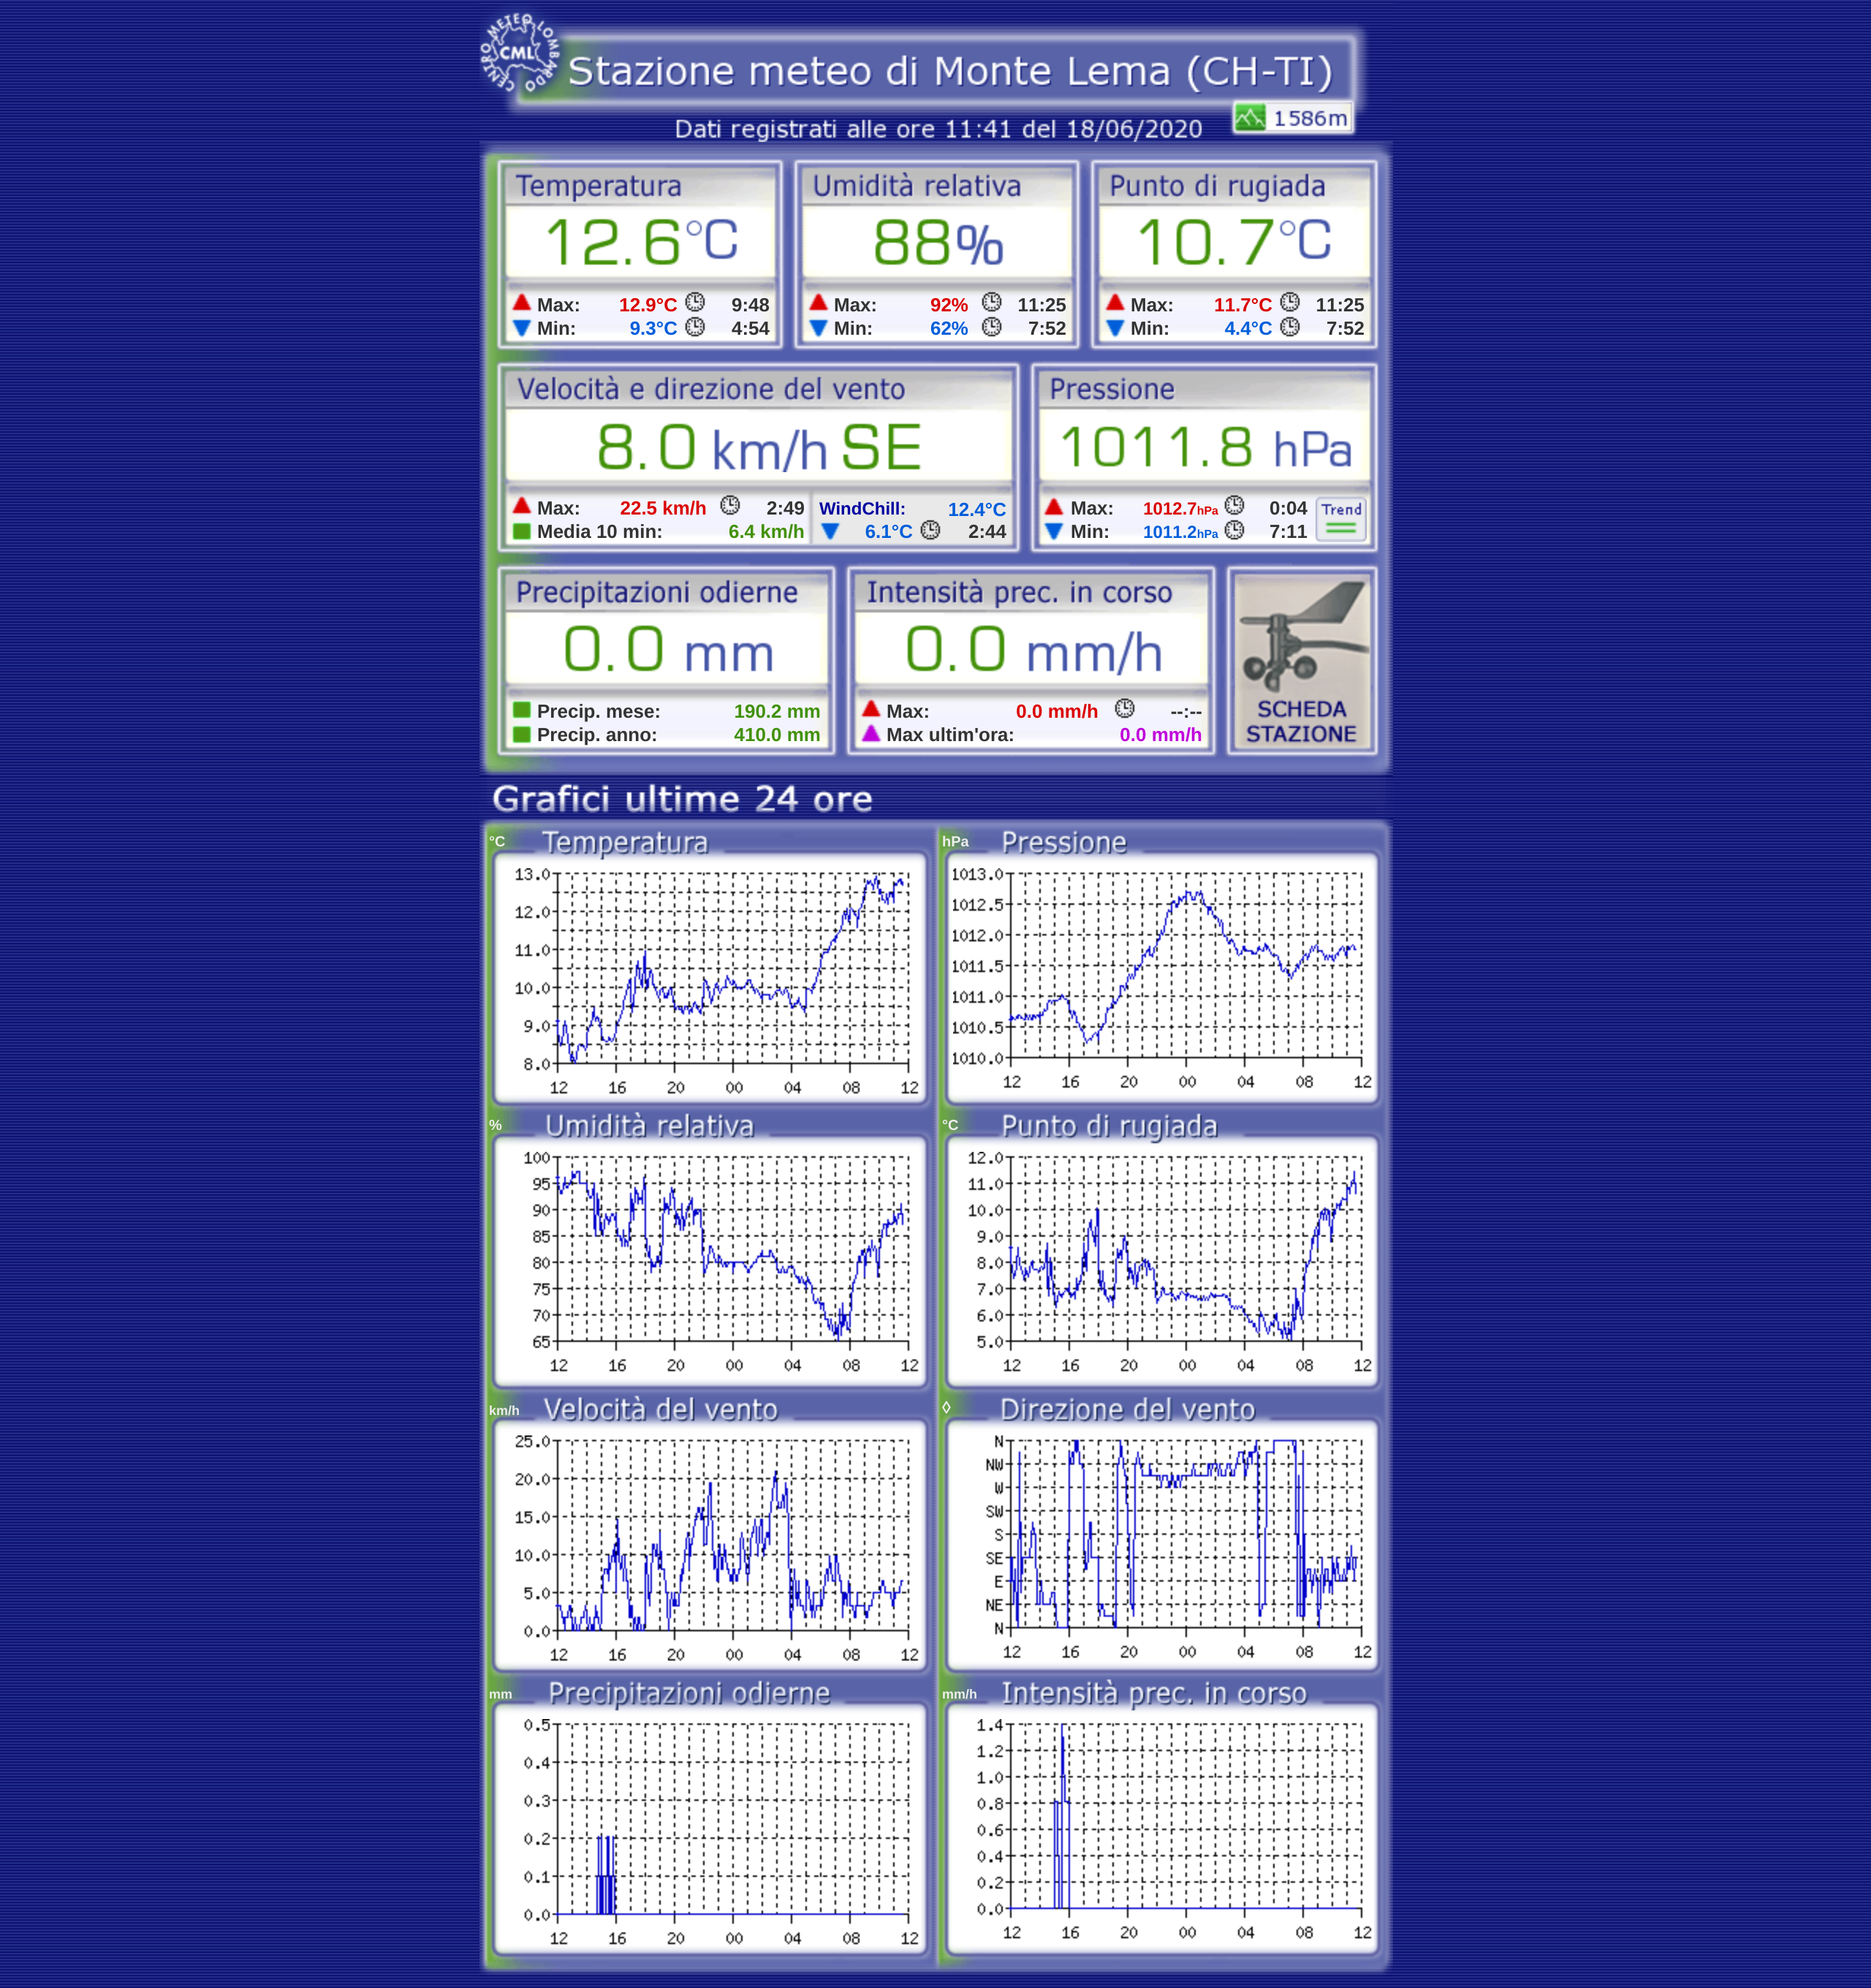 CENTRO METEO LOMBARDO
CML
Stazione meteo di Monte Lema (CH-TI)
1586m
Dati registrati alle ore 11:41 del 18/06/2020
Temperatura
12.6°C
Max: 12.9°C 9:48
Min: 9.3°C 4:54
Umidità relativa
88%
Max: 92% 11:25
Min: 62% 7:52
Punto di rugiada
10.7°C
Max: 11.7°C 11:25
Min: 4.4°C 7:52
Velocità e direzione del vento
8.0 km/h SE
Max: 22.5 km/h 2:49
Media 10 min: 6.4 km/h
WindChill: 12.4°C
6.1°C 2:44
Pressione
1011.8 hPa
Max: 1012.7hPa 0:04
Min: 1011.2hPa 7:11
Trend
Precipitazioni odierne
0.0 mm
Precip. mese: 190.2 mm
Precip. anno: 410.0 mm
Intensità prec. in corso
0.0 mm/h
Max: 0.0 mm/h --:--
Max ultim'ora: 0.0 mm/h
SCHEDA
STAZIONE
Grafici ultime 24 ore
°C Temperatura
13.0
12.0
11.0
10.0
9.0
8.0
12 16 20 00 04 08 12
hPa Pressione
1013.0
1012.5
1012.0
1011.5
1011.0
1010.5
1010.0
12 16 20 00 04 08 12
% Umidità relativa
100
95
90
85
80
75
70
65
12 16 20 00 04 08 12
°C Punto di rugiada
12.0
11.0
10.0
9.0
8.0
7.0
6.0
5.0
12 16 20 00 04 08 12
km/h Velocità del vento
25.0
20.0
15.0
10.0
5.0
0.0
12 16 20 00 04 08 12
◊ Direzione del vento
N
NW
W
SW
S
SE
E
NE
N
12 16 20 00 04 08 12
mm Precipitazioni odierne
0.5
0.4
0.3
0.2
0.1
0.0
12 16 20 00 04 08 12
mm/h Intensità prec. in corso
1.4
1.2
1.0
0.8
0.6
0.4
0.2
0.0
12 16 20 00 04 08 12